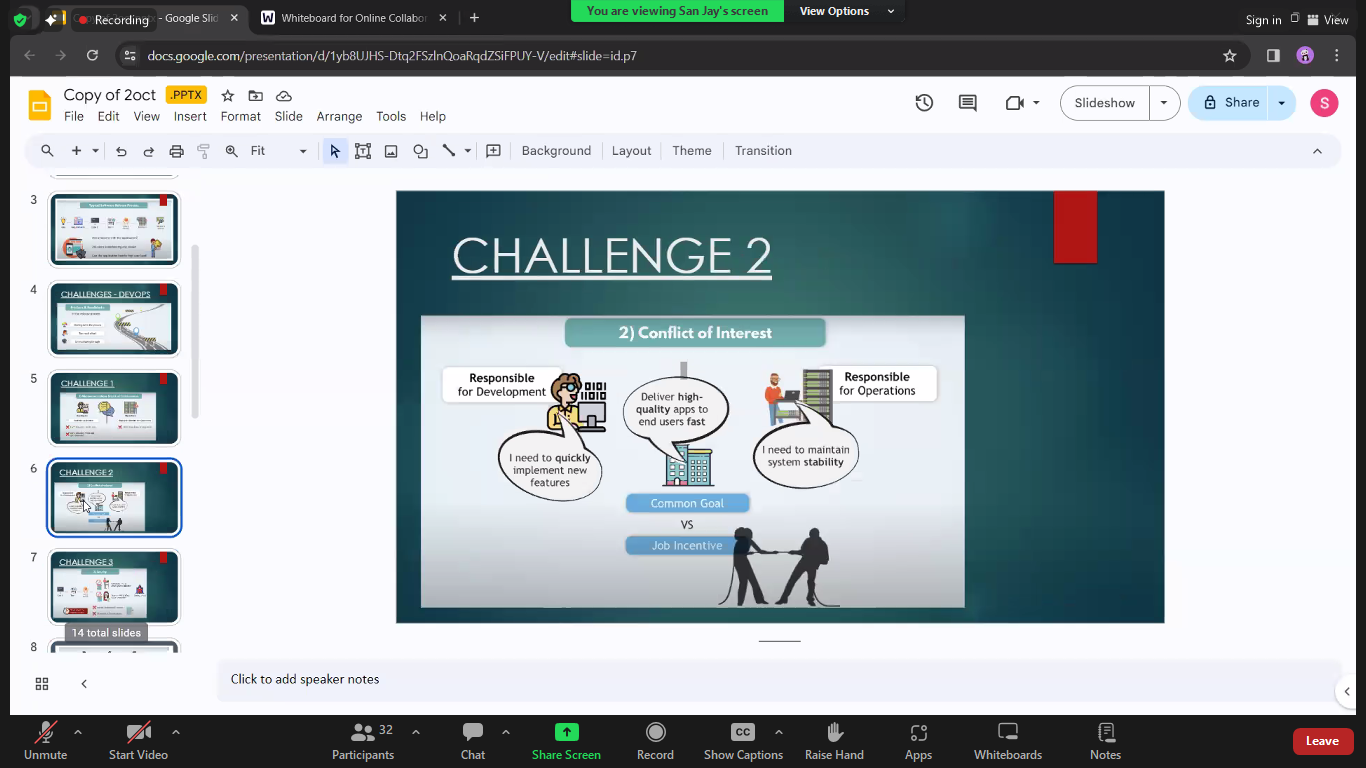 Recording
- Google Slid
Whiteboard for Online Collabor
You are viewing San Jay's screen
View Options
Sign in
View
docs.google.com/presentation/d/1yb8UJHS-Dtq2FSzlnQoaRqdZSiFPUY-V/edit#slide=id.p7
Copy of 2oct .PPTX
File Edit View Insert Format Slide Arrange Tools Help
Slideshow
Share
S
Fit
Background
Layout
Theme
Transition
3
4
CHALLENGES - DEVOPS
5
CHALLENGE 1
6
CHALLENGE 2
7
CHALLENGE 3
14 total slides
8
CHALLENGE 2
2) Conflict of Interest
Responsible
for Development
Deliver high-
quality apps to
end users fast
Responsible
for Operations
I need to quickly
implement new
features
I need to maintain
system stability
Common Goal
VS
Job Incentive
Click to add speaker notes
Unmute
Start Video
32
Participants
Chat
Share Screen
Record
CC
Show Captions
Raise Hand
Apps
Whiteboards
Notes
Leave